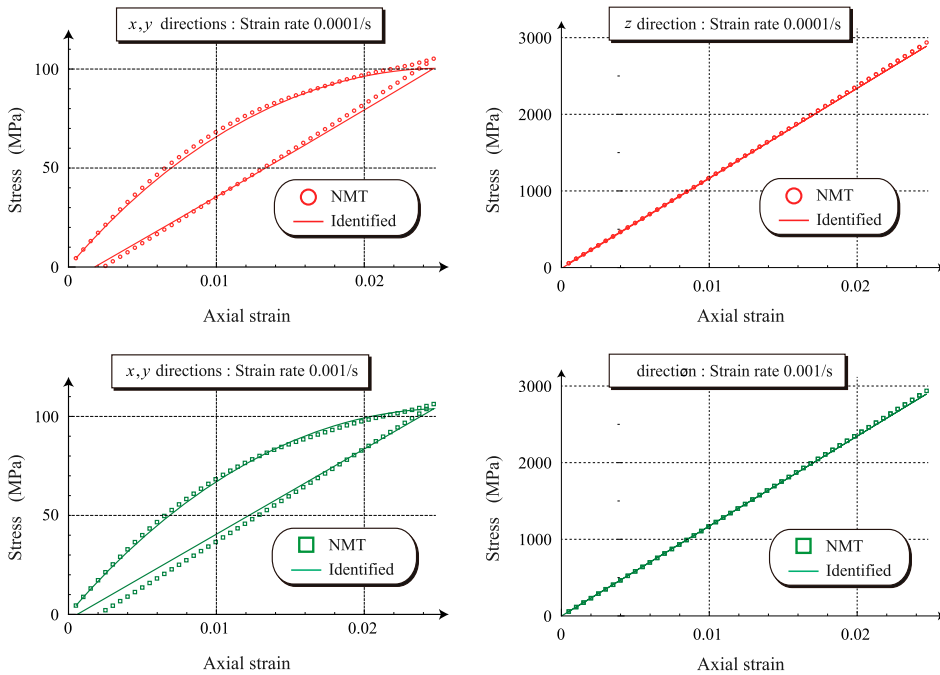 x, y directions : Strain rate 0.0001/s
Stress (MPa)
100
50
0
0
0.01
0.02
NMT
Identified
Axial strain
z direction : Strain rate 0.0001/s
Stress (MPa)
3000
2000
1000
0
0
0.01
0.02
NMT
Identified
Axial strain
x, y directions : Strain rate 0.001/s
Stress (MPa)
100
50
0
0
0.01
0.02
NMT
Identified
Axial strain
direction : Strain rate 0.001/s
Stress (MPa)
3000
2000
1000
0
0
0.01
0.02
NMT
Identified
Axial strain